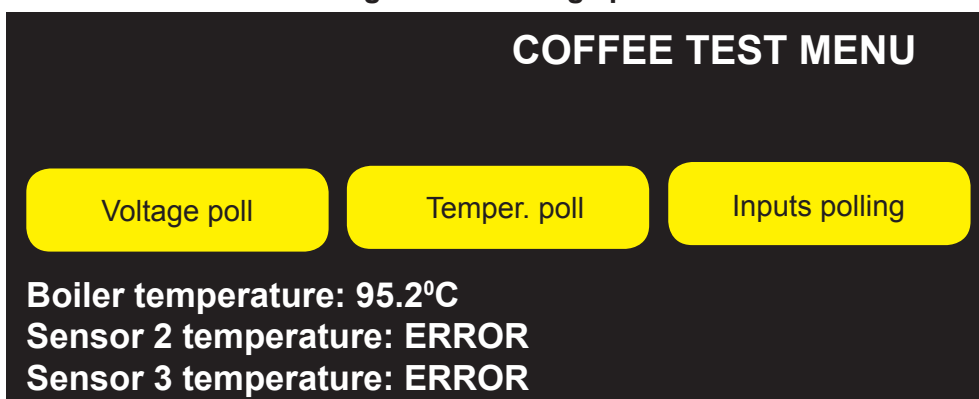 COFFEE TEST MENU
Voltage poll Temper. poll Inputs polling
Boiler temperature: 95.2⁰C
Sensor 2 temperature: ERROR
Sensor 3 temperature: ERROR